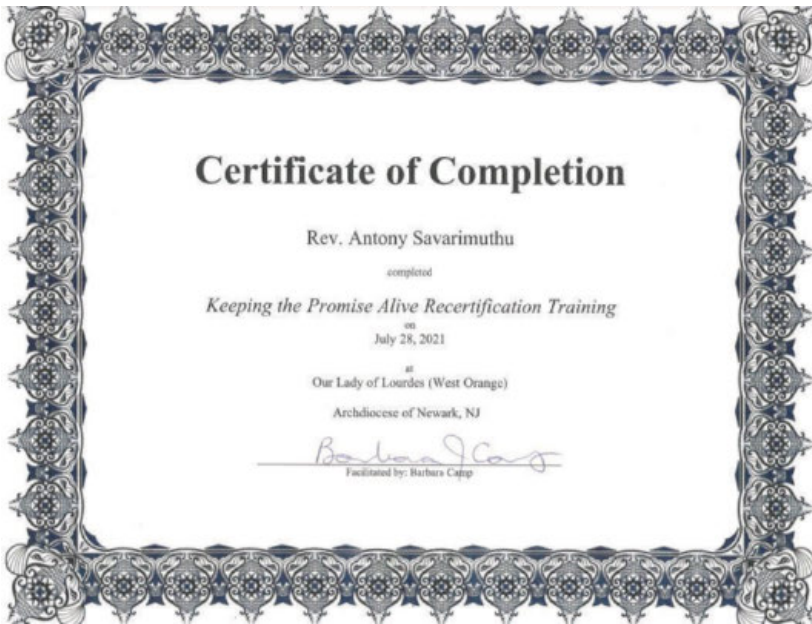 Certificate of Completion
Rev. Antony Savarimuthu
completed
Keeping the Promise Alive Recertification Training
on
July 28, 2021
at
Our Lady of Lourdes (West Orange)
Archdiocese of Newark, NJ
Barbara J Camp
Facilitated by: Barbara Camp